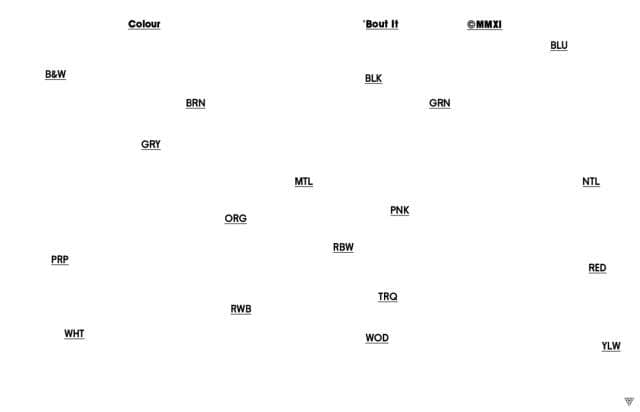 Colour 'Bout It ©MMXI
BLU
B&W
BLK
BRN GRN
GRY
MTL NTL
PNK
ORG
RBW
PRP
RED
TRQ
RWB
WHT
WOD
YLW